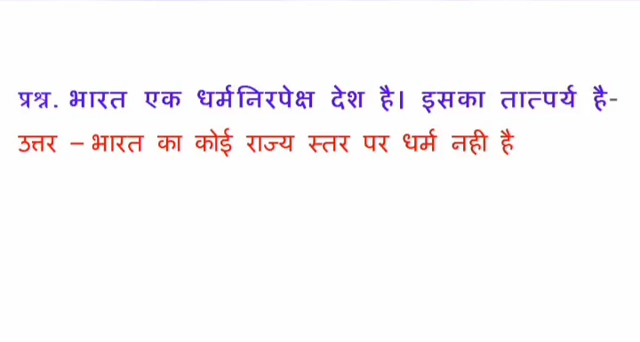 प्रश्न. भारत एक धर्मनिरपेक्ष देश है। इसका तात्पर्य है-
उत्तर – भारत का कोई राज्य स्तर पर धर्म नही है